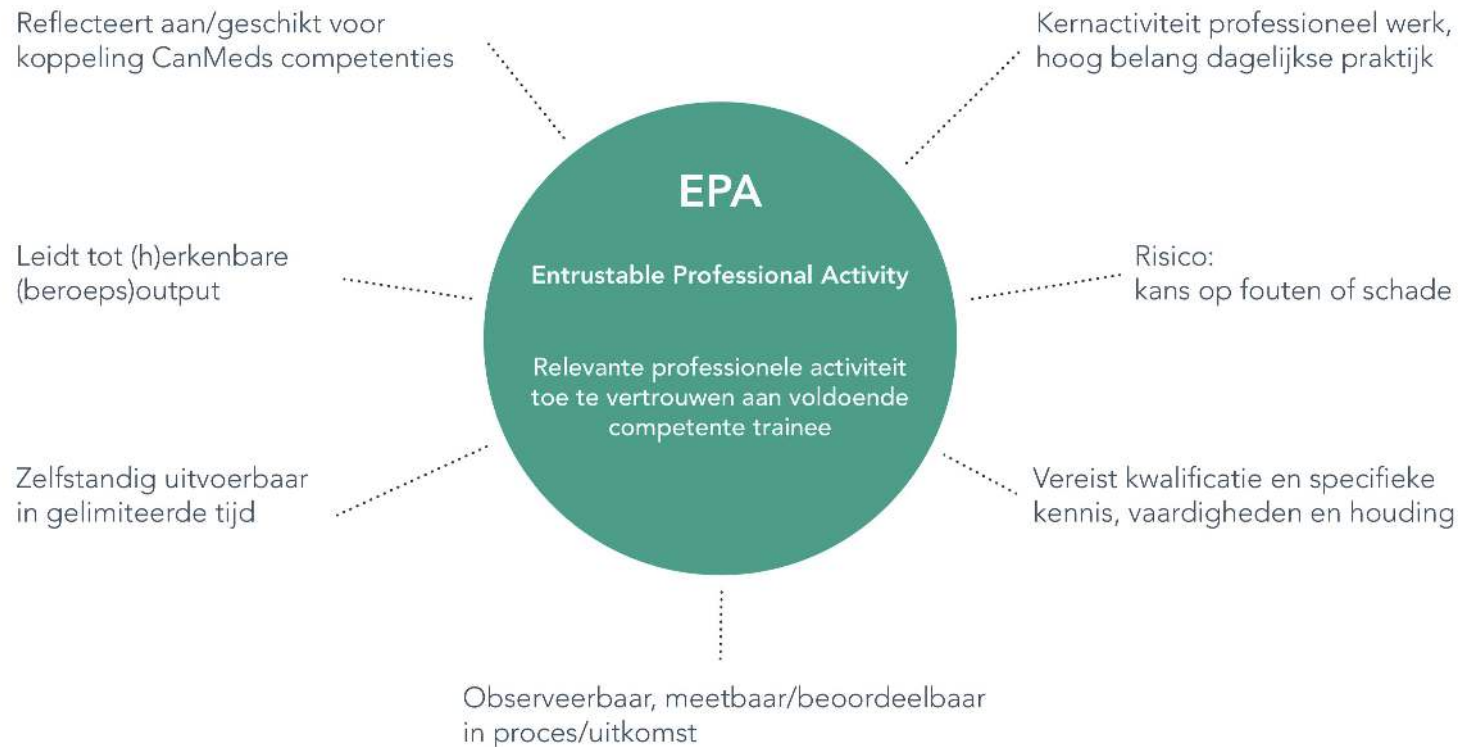 Reflecteert aan/geschikt voor
koppeling CanMeds competenties
Kernactiviteit professioneel werk,
hoog belang dagelijkse praktijk
EPA
Entrustable Professional Activity
Relevante professionele activiteit
toe te vertrouwen aan voldoende
competente trainee
Leidt tot (h)erkenbare
(beroeps)output
Risico:
kans op fouten of schade
Zelfstandig uitvoerbaar
in gelimiteerde tijd
Vereist kwalificatie en specifieke
kennis, vaardigheden en houding
Observeerbaar, meetbaar/beoordeelbaar
in proces/uitkomst